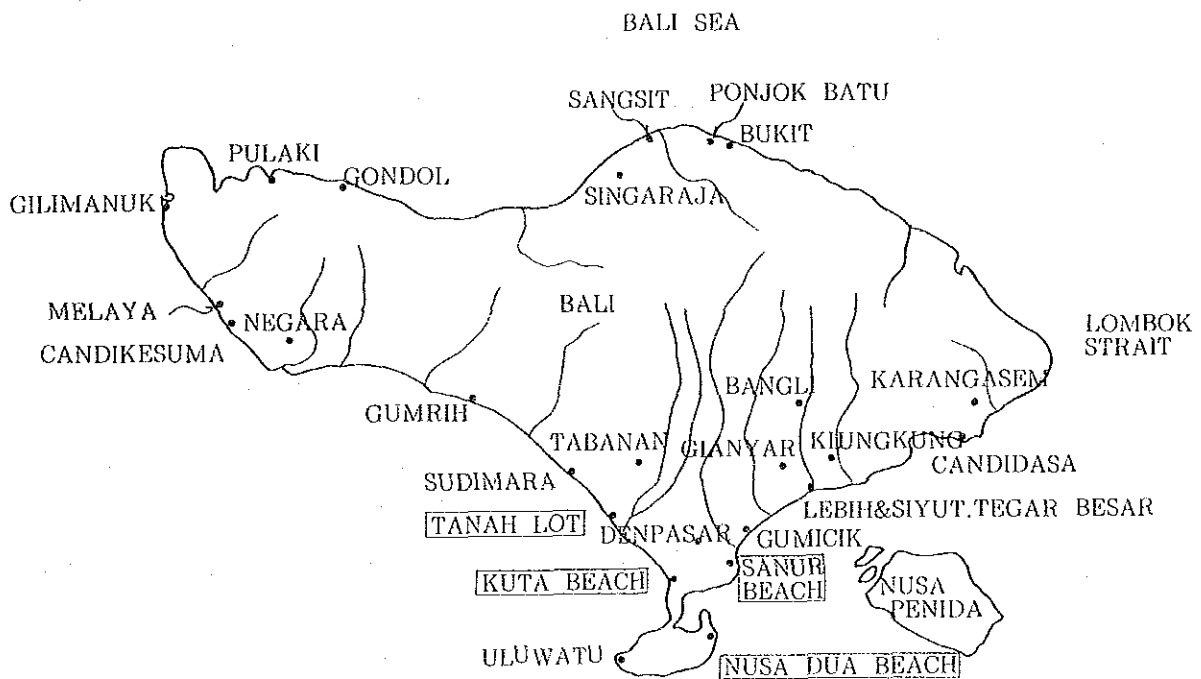 BALI SEA
SANGSIT
PONJOK BATU
BUKIT
PULAKI
GONDOL
SINGARAJA
GILIMANUK
MELAYA
NEGARA
CANDIKESUMA
BALI
LOMBOK
STRAIT
BANGLI
KARANGASEM
GUMRIH
TABANAN
GIANYAR
KIUNGKUNG
CANDIDASA
SUDIMARA
LEBIH&SIYUT.TEGAR BESAR
TANAH LOT
DENPASAR
GUMICIK
KUTA BEACH
SANUR
BEACH
NUSA
PENIDA
ULUWATU
NUSA DUA BEACH